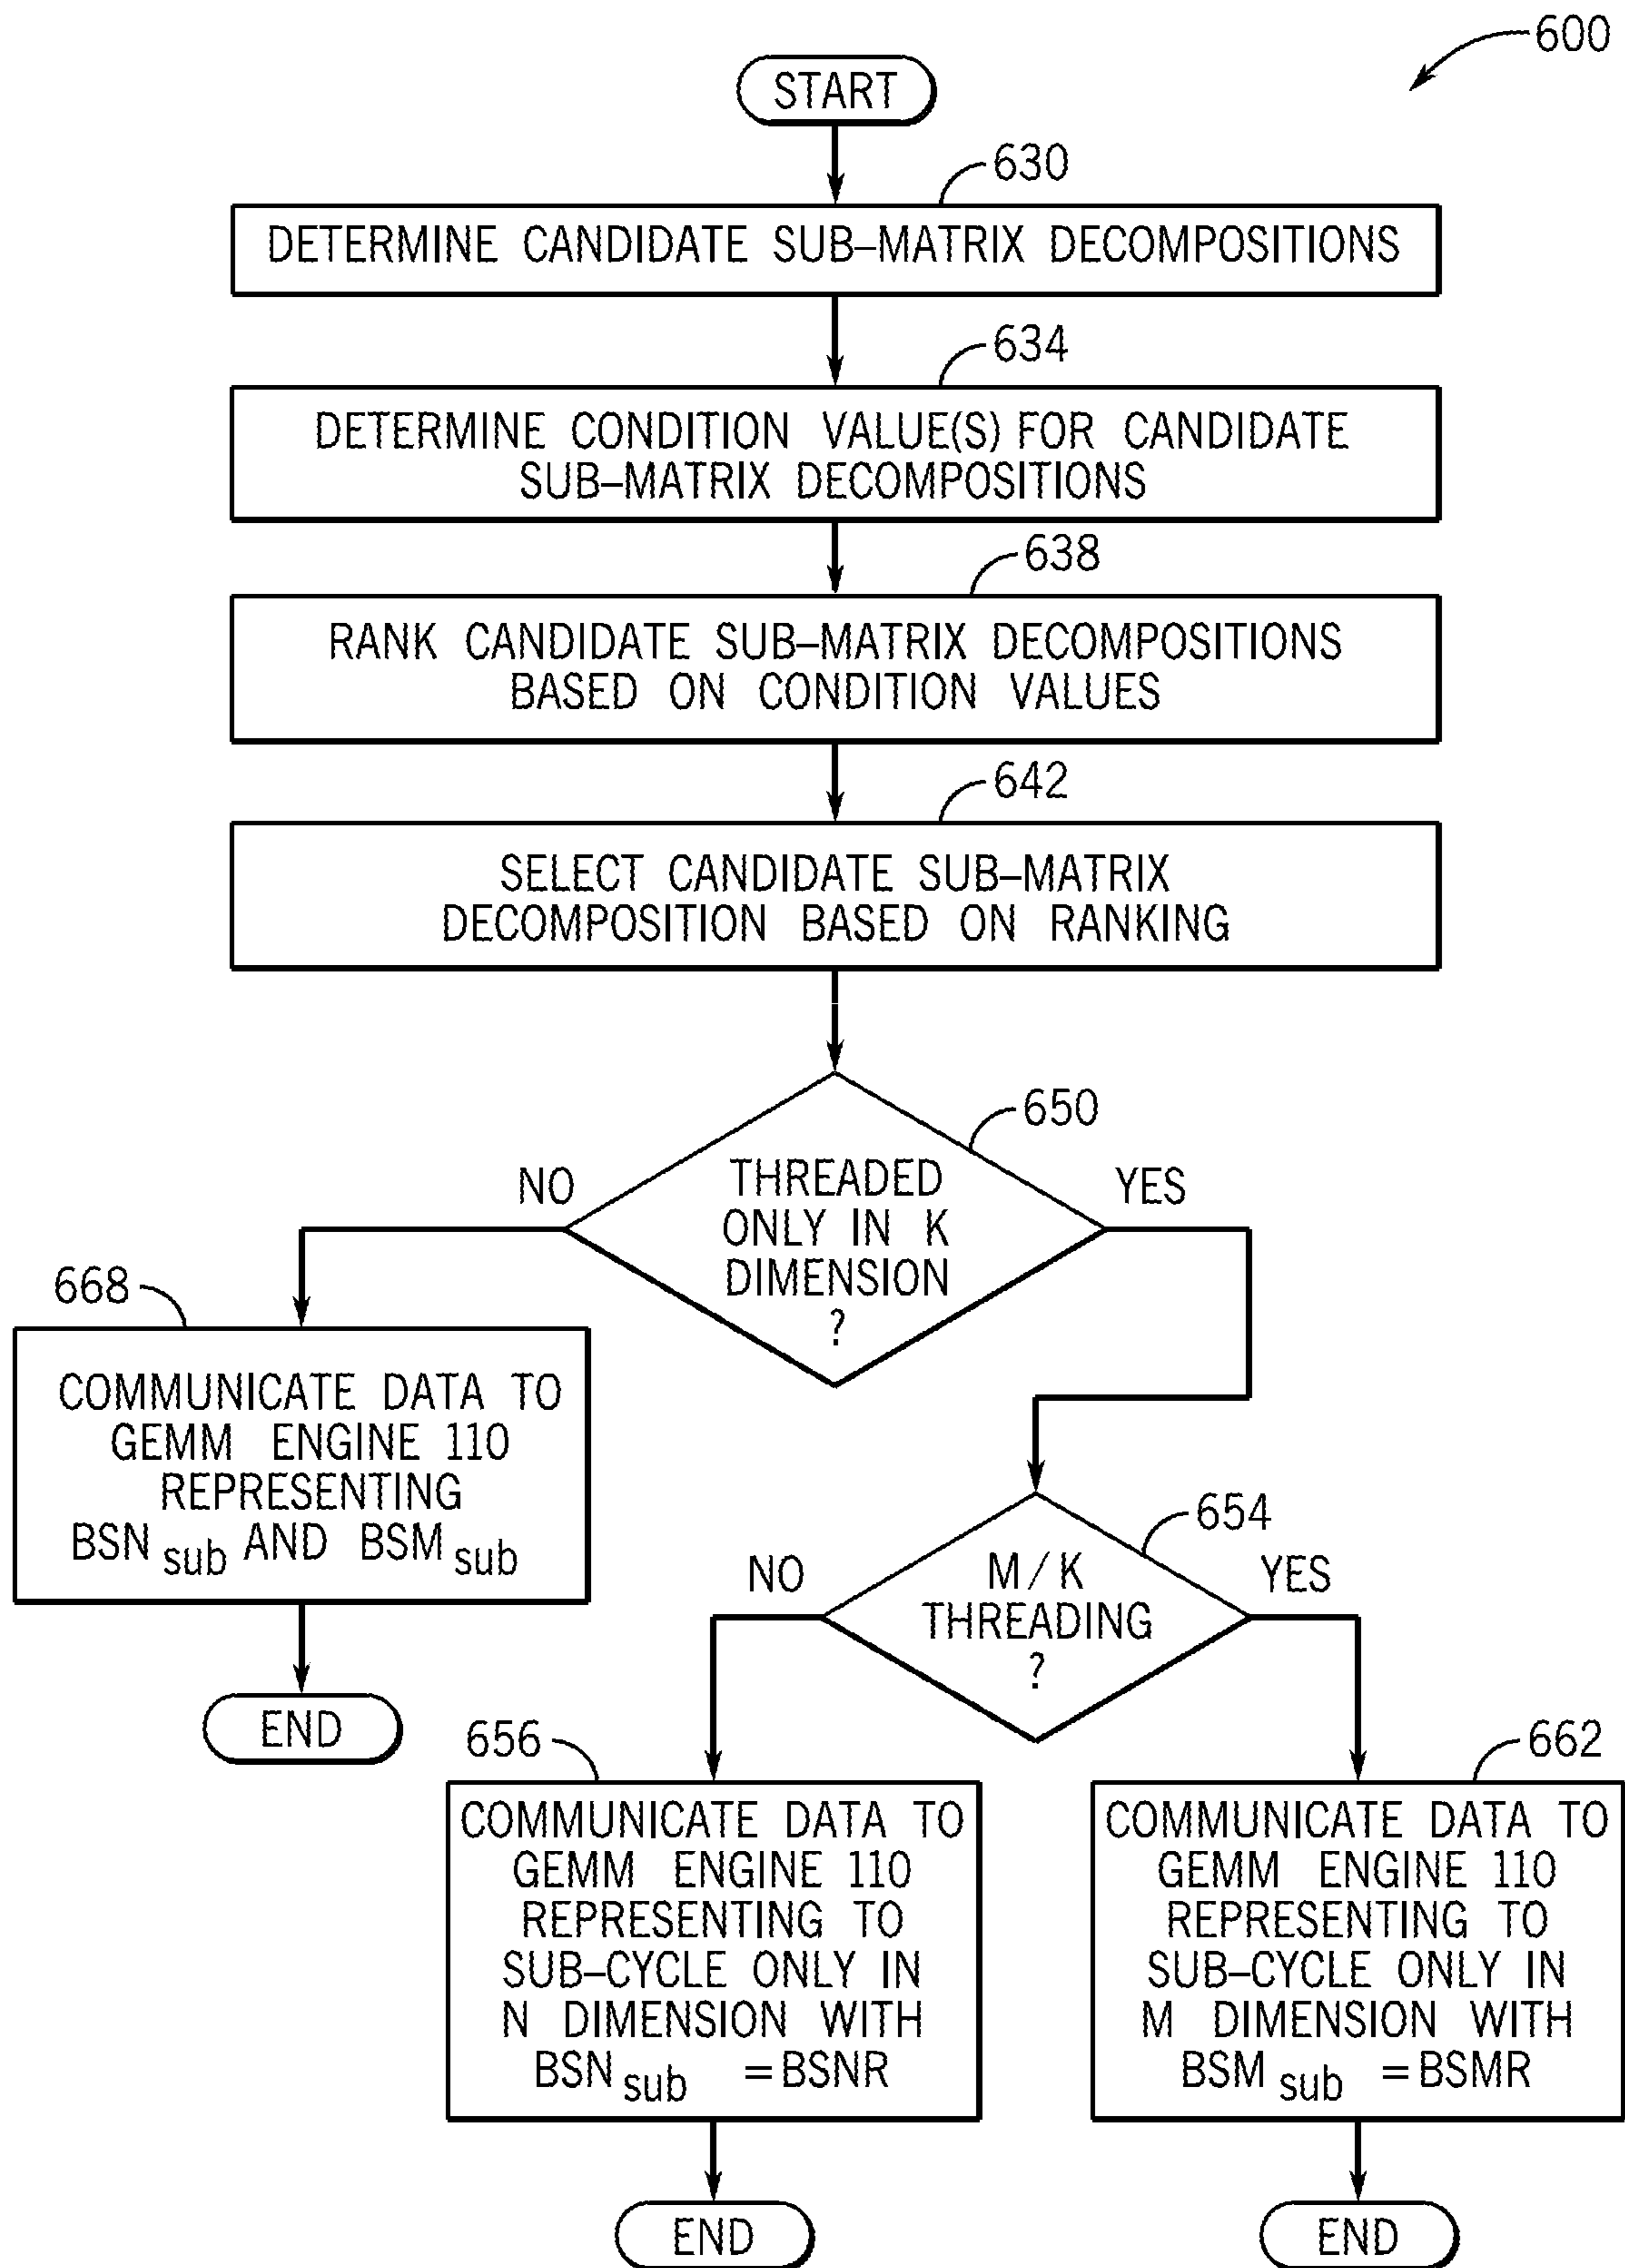 600
START
630
DETERMINE CANDIDATE SUB–MATRIX DECOMPOSITIONS
634
DETERMINE CONDITION VALUE(S) FOR CANDIDATE
SUB–MATRIX DECOMPOSITIONS
638
RANK CANDIDATE SUB–MATRIX DECOMPOSITIONS
BASED ON CONDITION VALUES
642
SELECT CANDIDATE SUB–MATRIX
DECOMPOSITION BASED ON RANKING
650
THREADED
ONLY IN K
DIMENSION
?
NO
YES
668
COMMUNICATE DATA TO
GEMM ENGINE 110
REPRESENTING
BSN sub AND BSM sub
END
654
M/K
THREADING
?
NO
YES
656
COMMUNICATE DATA TO
GEMM ENGINE 110
REPRESENTING TO
SUB–CYCLE ONLY IN
N DIMENSION WITH
BSN sub = BSNR
END
662
COMMUNICATE DATA TO
GEMM ENGINE 110
REPRESENTING TO
SUB–CYCLE ONLY IN
M DIMENSION WITH
BSM sub = BSMR
END